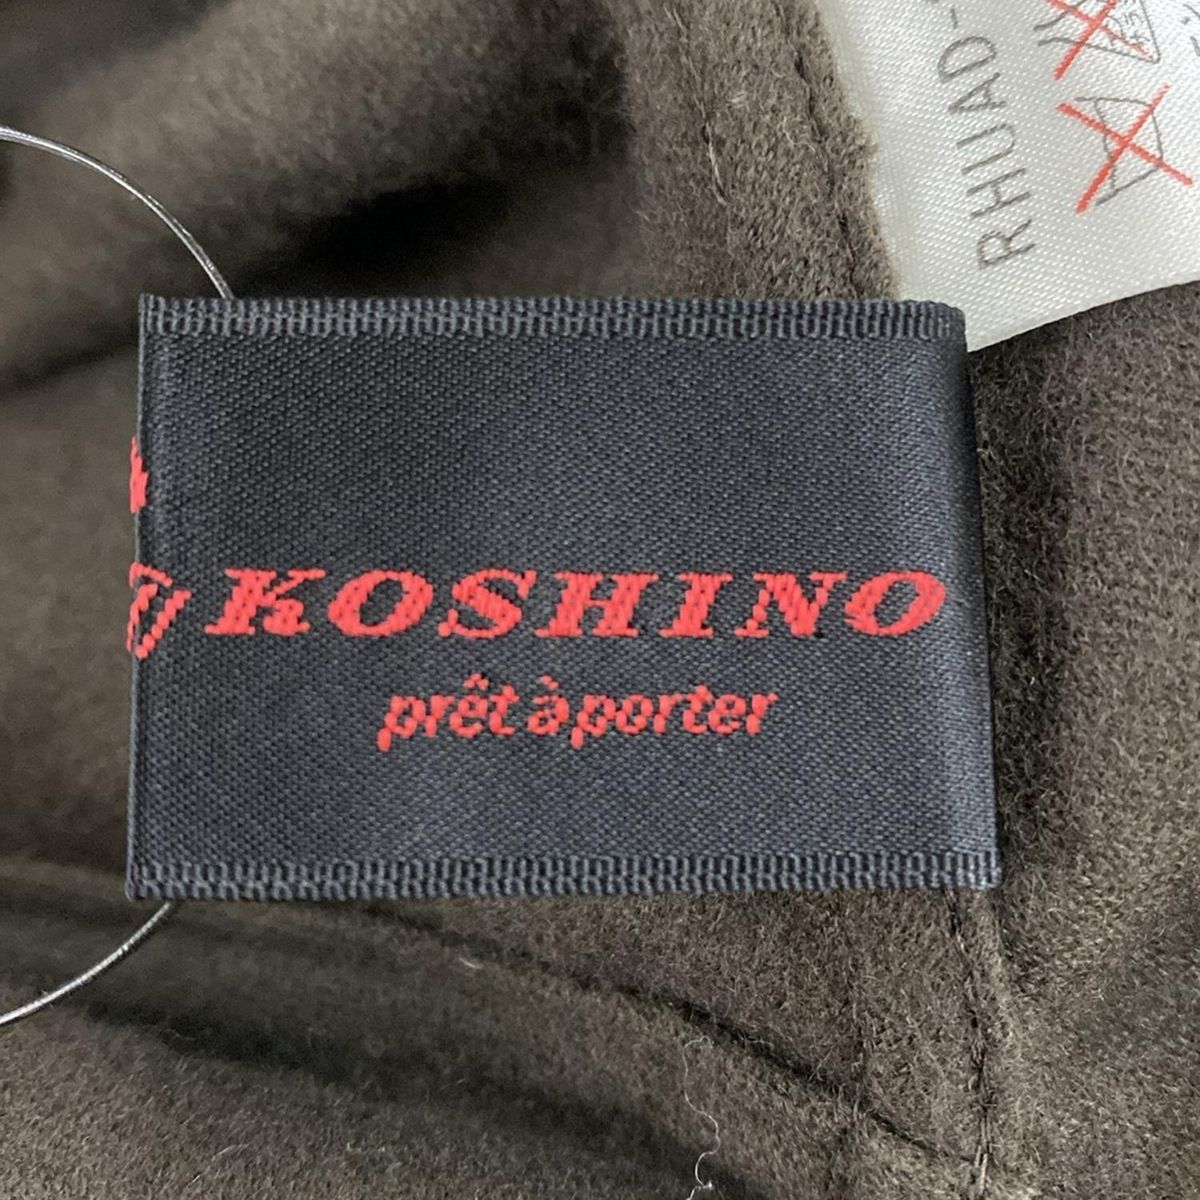 KOSHINO
prêt à porter
RHUAD-